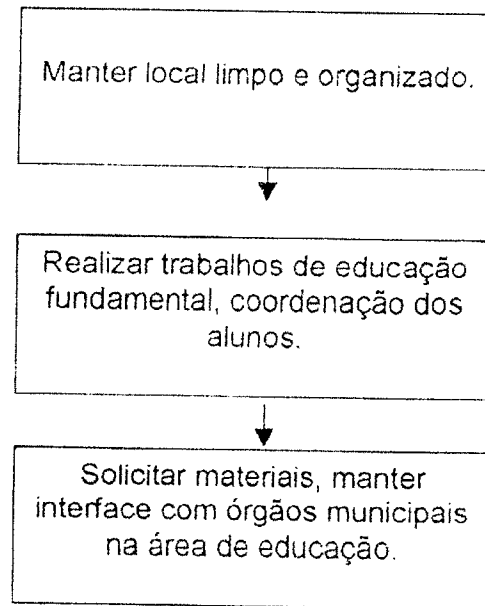 Manter local limpo e organizado.
Realizar trabalhos de educação
fundamental, coordenação dos
alunos.
Solicitar materiais, manter
interface com órgãos municipais
na área de educação.